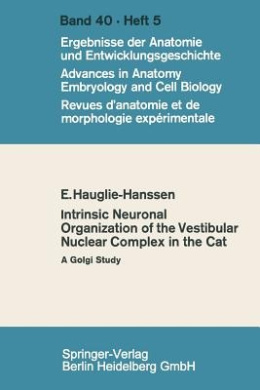 Band 40 · Heft 5
Ergebnisse der Anatomie
und Entwicklungsgeschichte
Advances in Anatomy
Embryology and Cell Biology
Revues d'anatomie et de
morphologie expérimentale
E.Hauglie-Hanssen
Intrinsic Neuronal
Organization of the Vestibular
Nuclear Complex in the Cat
A Golgi Study
Springer-Verlag
Berlin Heidelberg GmbH